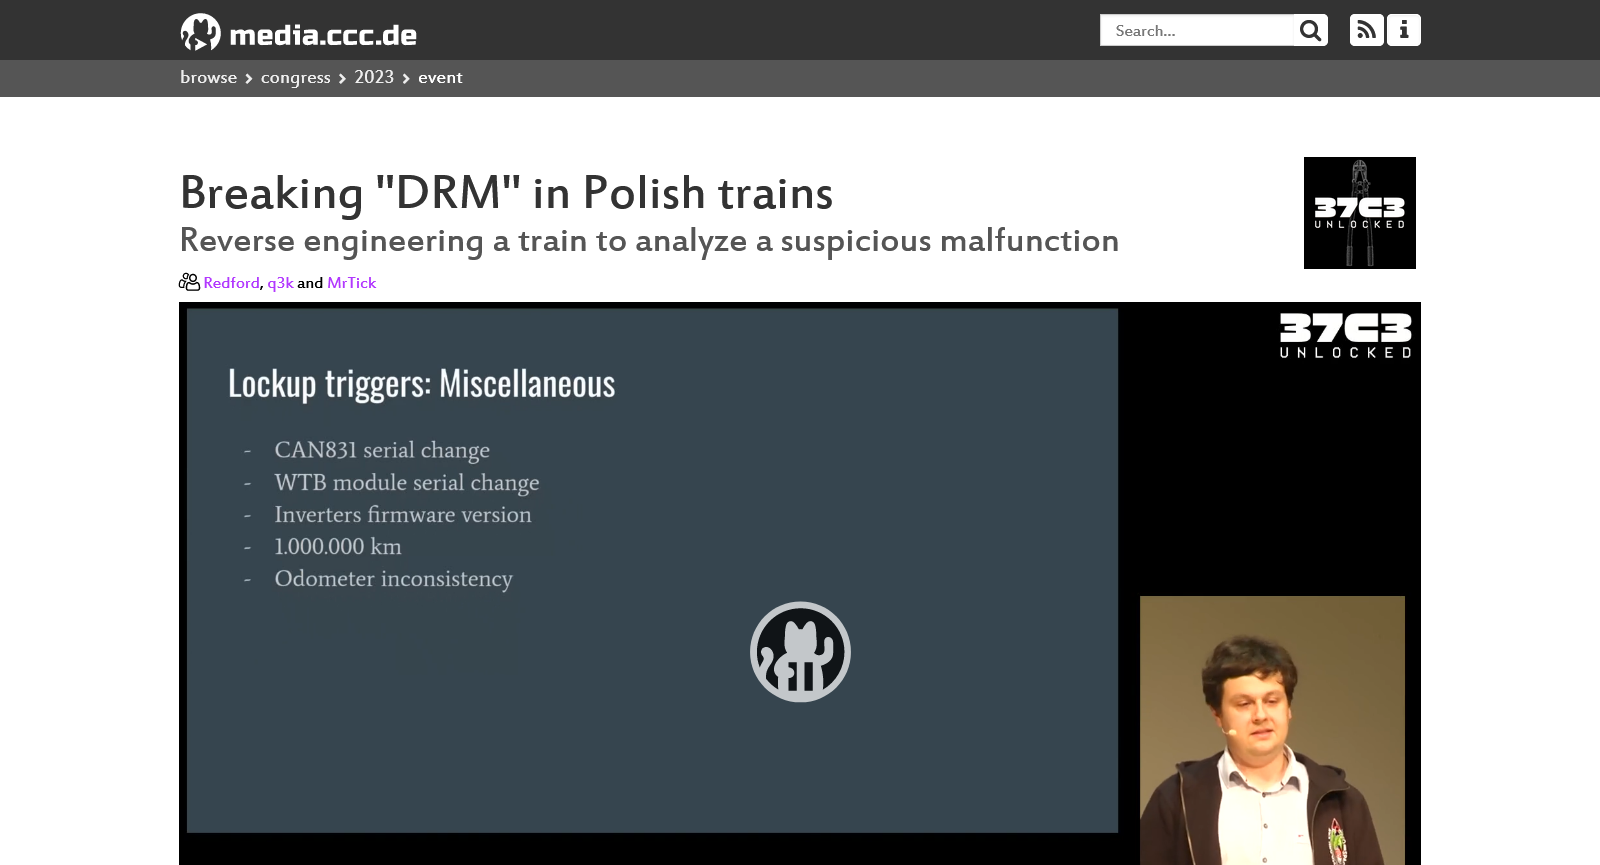 media.ccc.de
Search...
browse congress 2023 event
Breaking "DRM" in Polish trains
Reverse engineering a train to analyze a suspicious malfunction
Redford, q3k and MrTick
37C3
UNLOCKED
Lockup triggers: Miscellaneous
- CAN831 serial change
- WTB module serial change
- Inverters firmware version
- 1.000.000 km
- Odometer inconsistency
37C3
UNLOCKED